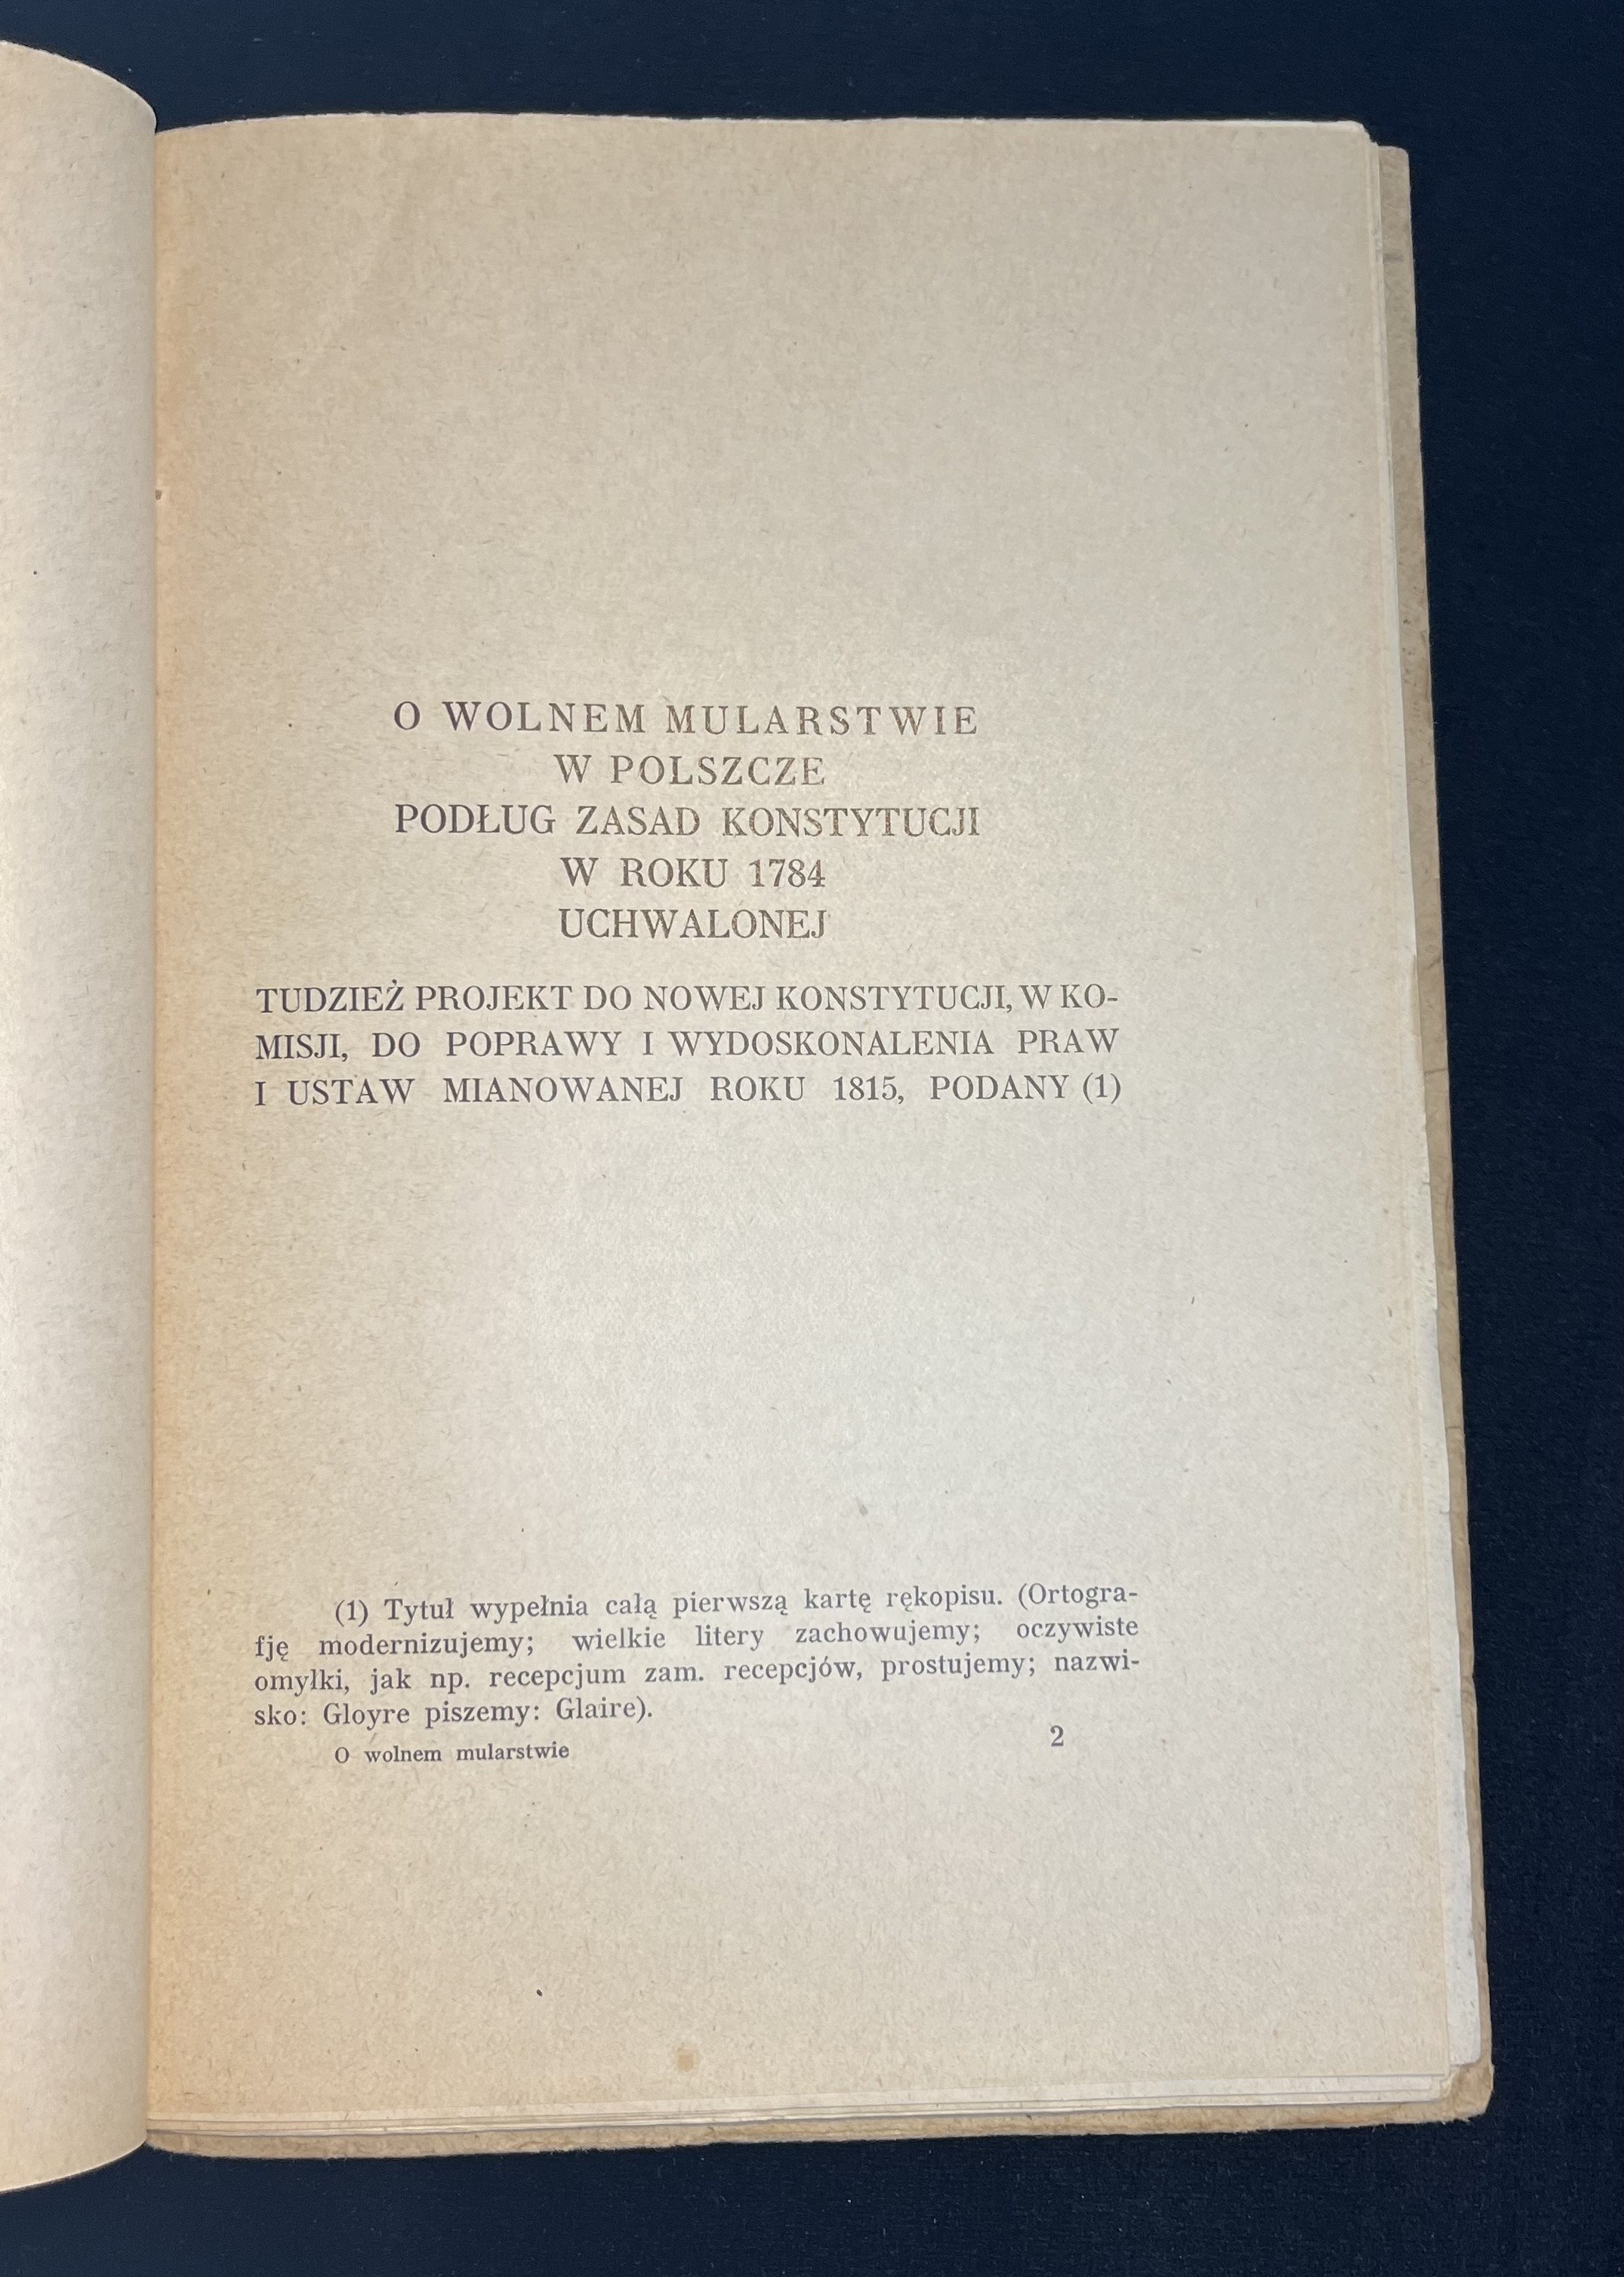 O WOLNEM MULARSTWIE
W POLSZCZE
PODŁUG ZASAD KONSTYTUCJI
W ROKU 1784
UCHWALONEJ
TUDZIEŻ PROJEKT DO NOWEJ KONSTYTUCJI, W KO-
MISJI, DO POPRAWY I WYDOSKONALENIA PRAW
I USTAW MIANOWANEJ ROKU 1815, PODANY (1)
(1) Tytuł wypełnia całą pierwszą kartę rękopisu. (Ortogra-
fję modernizujemy; wielkie litery zachowujemy; oczywiste
omyłki, jak np. recepcjum zam. recepcjów, prostujemy; nazwi-
sko: Gloyre piszemy: Glaire).
O wolnem mularstwie 2